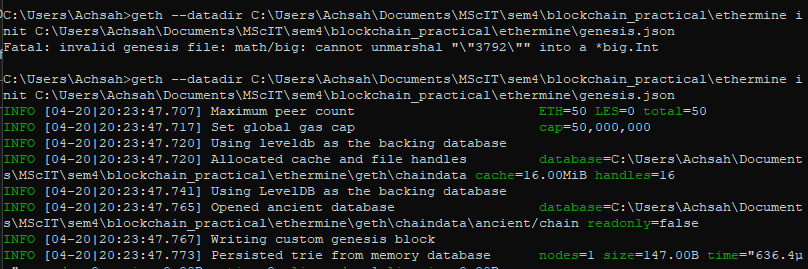 C:\Users\Achsah>geth --datadir C:\Users\Achsah\Documents\MScIT\sem4\blockchain_practical\ethermine i
nit C:\Users\Achsah\Documents\MScIT\sem4\blockchain_practical\ethermine\genesis.json
Fatal: invalid genesis file: math/big: cannot unmarshal "\"3792\"" into a *big.Int
C:\Users\Achsah>geth --datadir C:\Users\Achsah\Documents\MScIT\sem4\blockchain_practical\ethermine i
nit C:\Users\Achsah\Documents\MScIT\sem4\blockchain_practical\ethermine\genesis.json
INFO [04-20|20:23:47.707] Maximum peer count ETH=50 LES=0 total=50
INFO [04-20|20:23:47.717] Set global gas cap cap=50,000,000
INFO [04-20|20:23:47.720] Using leveldb as the backing database
INFO [04-20|20:23:47.720] Allocated cache and file handles database=C:\Users\Achsah\Document
s\MScIT\sem4\blockchain_practical\ethermine\geth\chaindata cache=16.00MiB handles=16
INFO [04-20|20:23:47.741] Using LevelDB as the backing database
INFO [04-20|20:23:47.765] Opened ancient database database=C:\Users\Achsah\Document
s\MScIT\sem4\blockchain_practical\ethermine\geth\chaindata\ancient/chain readonly=false
INFO [04-20|20:23:47.767] Writing custom genesis block
INFO [04-20|20:23:47.773] Persisted trie from memory database nodes=1 size=147.00B time="636.4µ